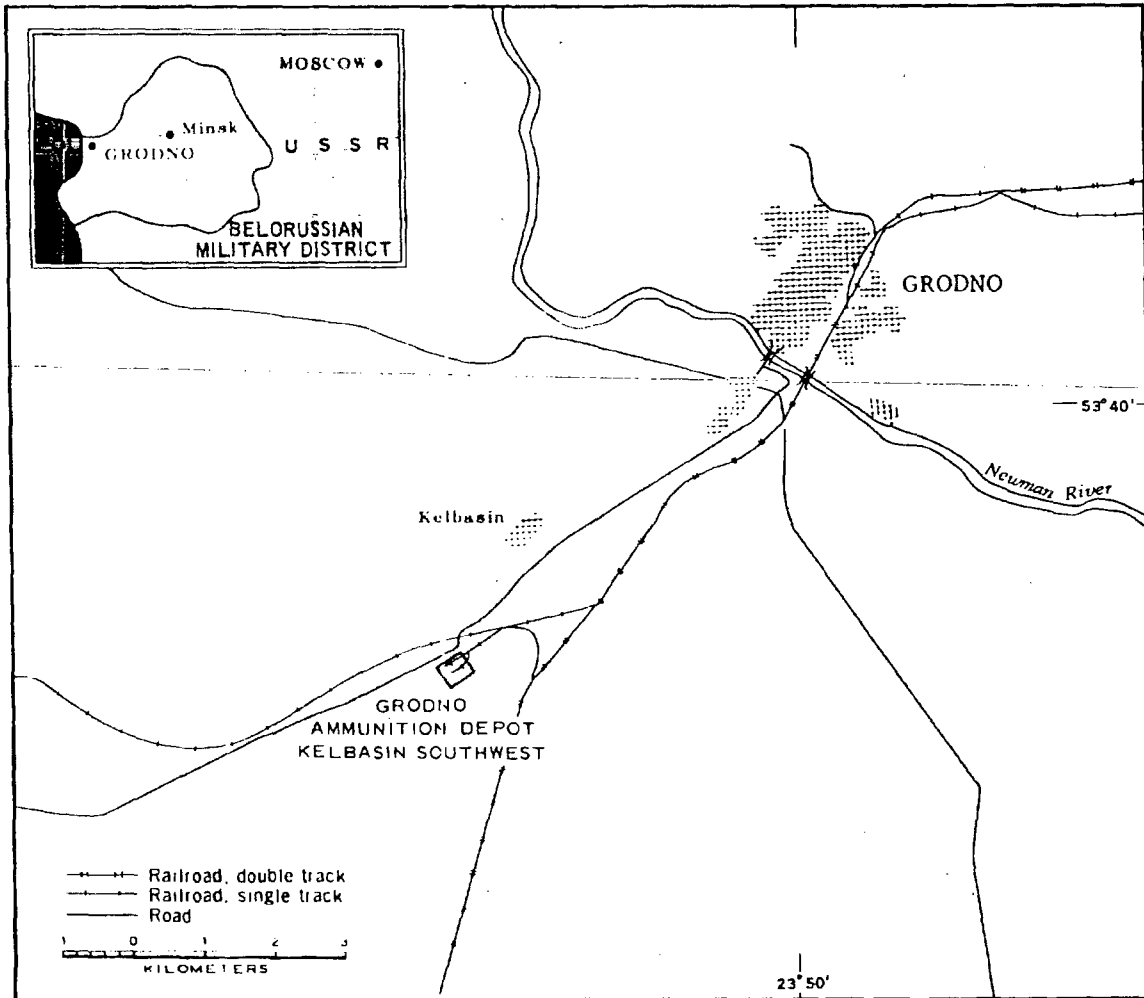 MOSCOW
Minsk
GRODNO
U S S R
BELORUSSIAN
MILITARY DISTRICT
GRODNO
53°40'
Newman River
Kelbasin
GRODNO
AMMUNITION DEPOT
KELBASIN SOUTHWEST
Railroad, double track
Railroad, single track
Road
1 0 1 2 3
KILOMETERS
23°50'